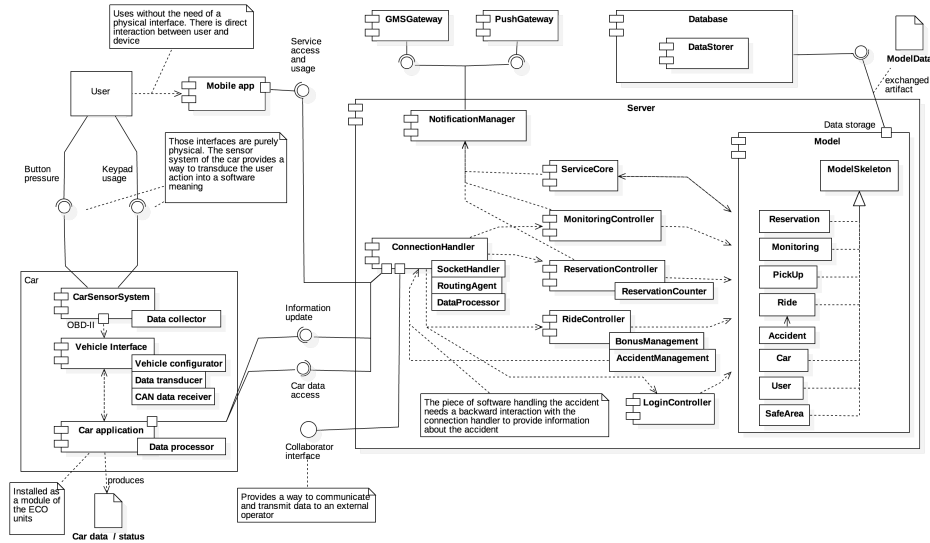 Uses without the need of a
physical interface. There is direct
interaction between user and
device
Service
access
and
usage
GMSGateway
PushGateway
Database
DataStorer
ModelData
exchanged
artifact
User
Mobile app
Server
NotificationManager
Data storage
Model
ModelSkeleton
Those interfaces are purely
physical. The sensor
system of the car provides a
way to transduce the user
action into a software
meaning
Button
pressure
Keypad
usage
ServiceCore
MonitoringController
ConnectionHandler
SocketHandler
RoutingAgent
DataProcessor
ReservationController
ReservationCounter
RideController
BonusManagement
AccidentManagement
LoginController
Reservation
Monitoring
PickUp
Ride
Accident
Car
User
SafeArea
Car
CarSensorSystem
Data collector
OBD-II
Vehicle Interface
Vehicle configurator
Data transducer
CAN data receiver
Car application
Data processor
Information
update
Car data
access
Collaborator
interface
The piece of software handling the accident
needs a backward interaction with the
connection handler to provide information
about the accident
Installed as
a module of
the ECO
units
produces
Car data / status
Provides a way to communicate
and transmit data to an external
operator